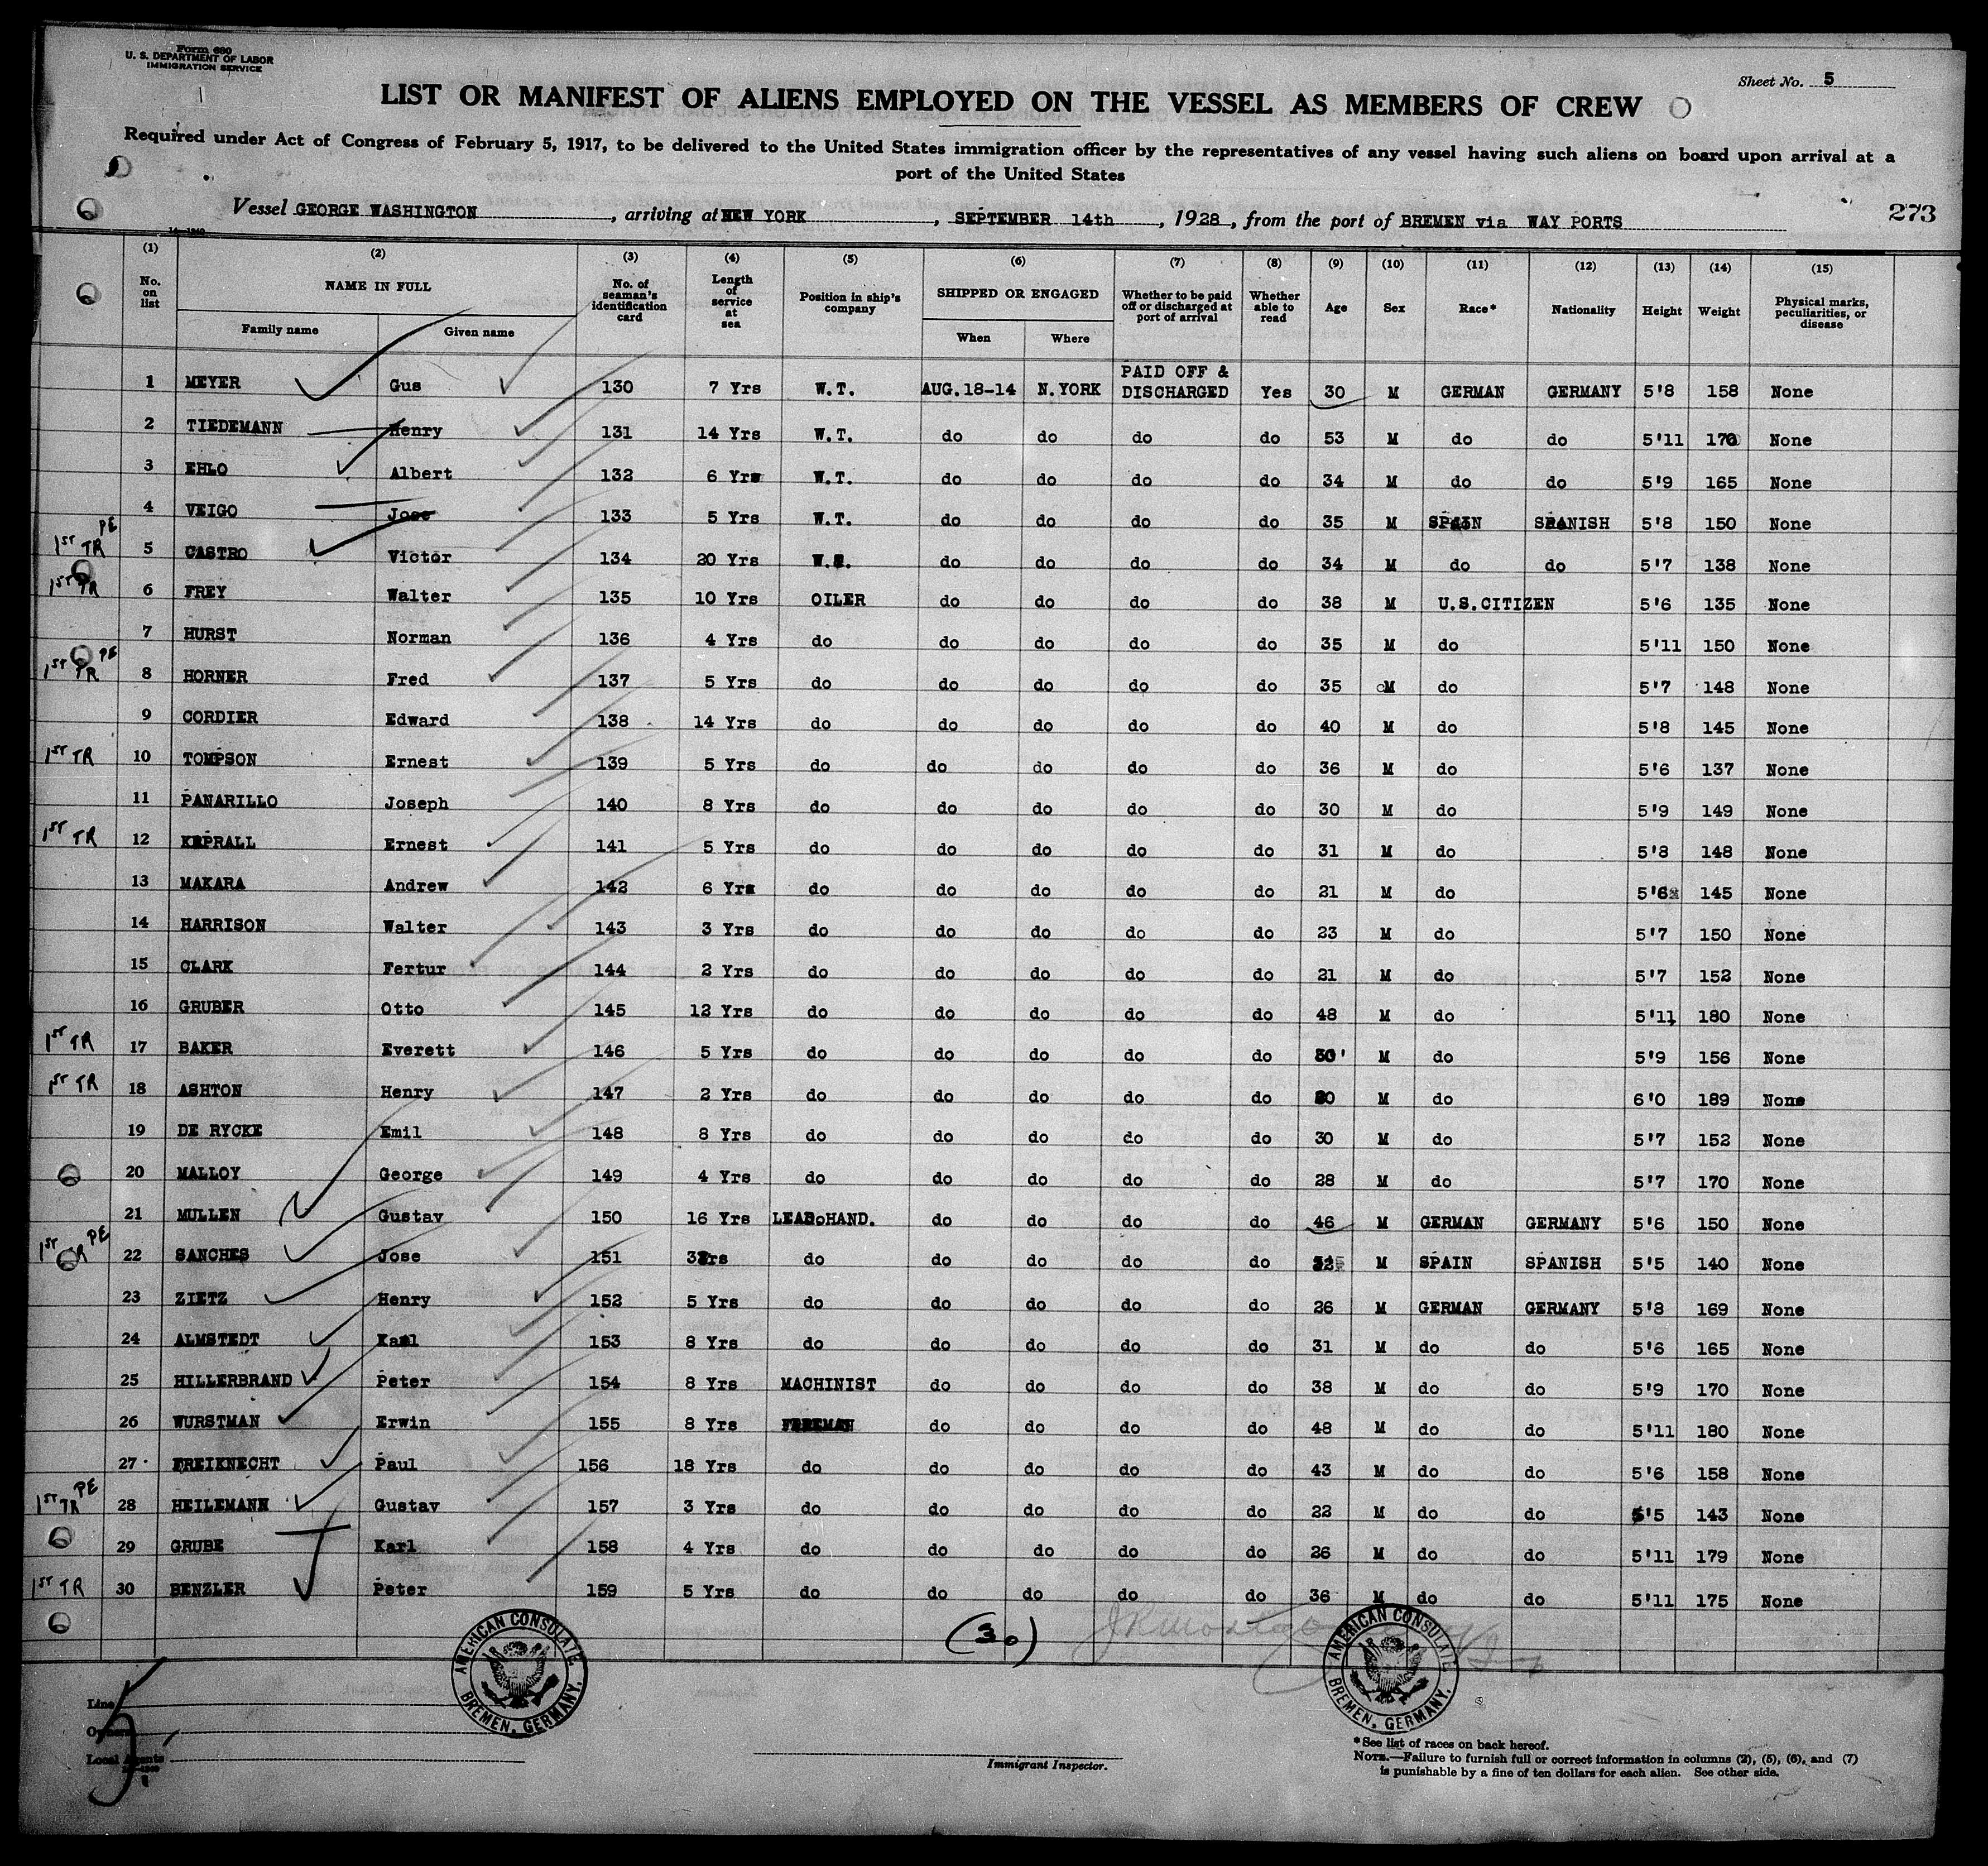 Form 680
U. S. DEPARTMENT OF LABOR
IMMIGRATION SERVICE
Sheet No. 5
LIST OR MANIFEST OF ALIENS EMPLOYED ON THE VESSEL AS MEMBERS OF CREW
Required under Act of Congress of February 5, 1917, to be delivered to the United States immigration officer by the representatives of any vessel having such aliens on board upon arrival at a
port of the United States
Vessel GEORGE WASHINGTON, arriving at NEW YORK, SEPTEMBER 14th, 1928, from the port of BREMEN via WAY PORTS
273
(1) (2) (3) (4) (5) (6) (7) (8) (9) (10) (11) (12) (13) (14) (15)
No. on list NAME IN FULL No. of seaman's identification card Length of service at sea Position in ship's company SHIPPED OR ENGAGED Whether to be paid off or discharged at port of arrival Whether able to read Age Sex Race* Nationality Height Weight Physical marks, peculiarities, or disease
Family name Given name When Where
1 MEYER Gus 130 7 Yrs W.T. AUG.18-14 N.YORK PAID OFF & DISCHARGED Yes 30 M GERMAN GERMANY 5'8 158 None
2 TIEDEMANN Henry 131 14 Yrs W.T. do do do do 53 M do do 5'11 170 None
3 EHLO Albert 132 6 Yrs W.T. do do do do 34 M do do 5'9 165 None
4 VEIGO Jose 133 5 Yrs W.T. do do do do 35 M SPAIN SPANISH 5'8 150 None
1ST TR PE 5 CASTRO Victor 134 20 Yrs do do do do 34 M do do 5'7 138 None
1ST TR 6 FREY Walter 135 10 Yrs OILER do do do do 38 M U.S.CITIZEN 5'6 135 None
7 HURST Norman 136 4 Yrs do do do do do 35 M do 5'11 150 None
1ST TR PE 8 HORNER Fred 137 5 Yrs do do do do do 35 M do 5'7 148 None
9 CORDIER Edward 138 14 Yrs do do do do do 40 M do 5'8 145 None
1ST TR 10 TOMPSON Ernest 139 5 Yrs do do do do do 36 M do 5'6 137 None
11 PANARILLO Joseph 140 8 Yrs do do do do do 30 M do 5'9 149 None
1ST TR 12 KEPRALL Ernest 141 5 Yrs do do do do do 31 M do 5'8 148 None
13 MAKARA Andrew 142 6 Yrs do do do do do 21 M do 5'6 145 None
14 HARRISON Walter 143 3 Yrs do do do do do 23 M do 5'7 150 None
15 CLARK Fertur 144 2 Yrs do do do do do 21 M do 5'7 152 None
16 GRUBER Otto 145 12 Yrs do do do do do 48 M do 5'11 180 None
1ST TR 17 BAKER Everett 146 5 Yrs do do do do do 30 M do 5'9 156 None
1ST TR 18 ASHTON Henry 147 2 Yrs do do do do do M do 6'0 189 None
19 DE RYCKE Emil 148 8 Yrs do do do do do 30 M do 5'7 152 None
20 MALLOY George 149 4 Yrs do do do do do 28 M do 5'7 170 None
21 MULLEN Gustav 150 16 Yrs LEADoHAND. do do do do 46 M GERMAN GERMANY 5'6 150 None
1ST TR PE 22 SANCHES Jose 151 do do do do do M SPAIN SPANISH 5'5 140 None
23 ZIETZ Henry 152 5 Yrs do do do do do 26 M GERMAN GERMANY 5'8 169 None
24 ALMSTEDT Karl 153 8 Yrs do do do do do 31 M do do 5'6 165 None
25 HILLERBRAND Peter 154 8 Yrs MACHINIST do do do do 38 M do do 5'9 170 None
26 WURSTMAN Erwin 155 8 Yrs FIREMAN do do do do 48 M do do 5'11 180 None
27 FREIKNECHT Paul 156 18 Yrs do do do do do 43 M do do 5'6 158 None
1ST TR PE 28 HEILEMANN Gustav 157 3 Yrs do do do do do 22 M do do 5'5 143 None
29 GRUBE Karl 158 4 Yrs do do do do do 26 M do do 5'11 179 None
1ST TR 30 BENZLER Peter 159 5 Yrs do do do do do 36 M do do 5'11 175 None
(30)
AMERICAN CONSULATE, BREMEN, GERMANY.
AMERICAN CONSULATE, BREMEN, GERMANY.
Line
Owners
Local Agents
5
Immigrant Inspector.
*See list of races on back hereof.
NOTE.—Failure to furnish full or correct information in columns (2), (5), (6), and (7)
is punishable by a fine of ten dollars for each alien. See other side.